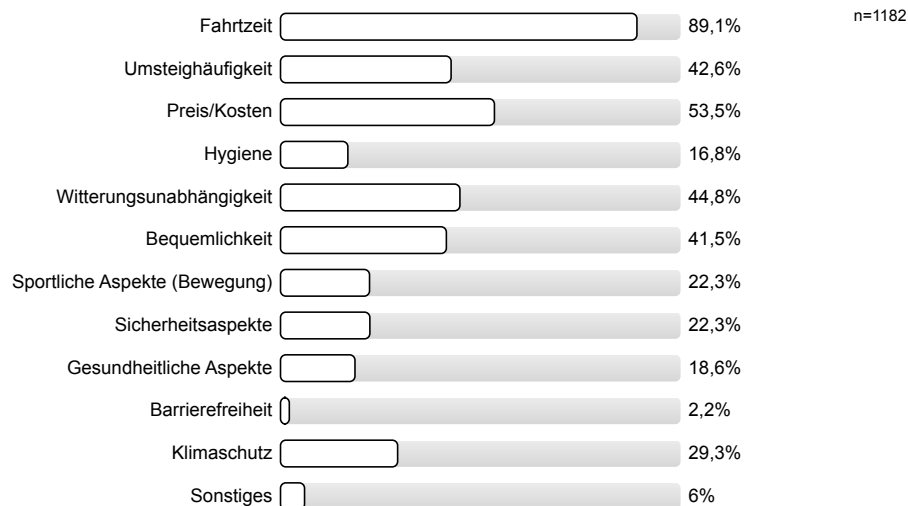 Fahrtzeit 89,1% n=1182
Umsteighäufigkeit 42,6%
Preis/Kosten 53,5%
Hygiene 16,8%
Witterungsunabhängigkeit 44,8%
Bequemlichkeit 41,5%
Sportliche Aspekte (Bewegung) 22,3%
Sicherheitsaspekte 22,3%
Gesundheitliche Aspekte 18,6%
Barrierefreiheit 2,2%
Klimaschutz 29,3%
Sonstiges 6%